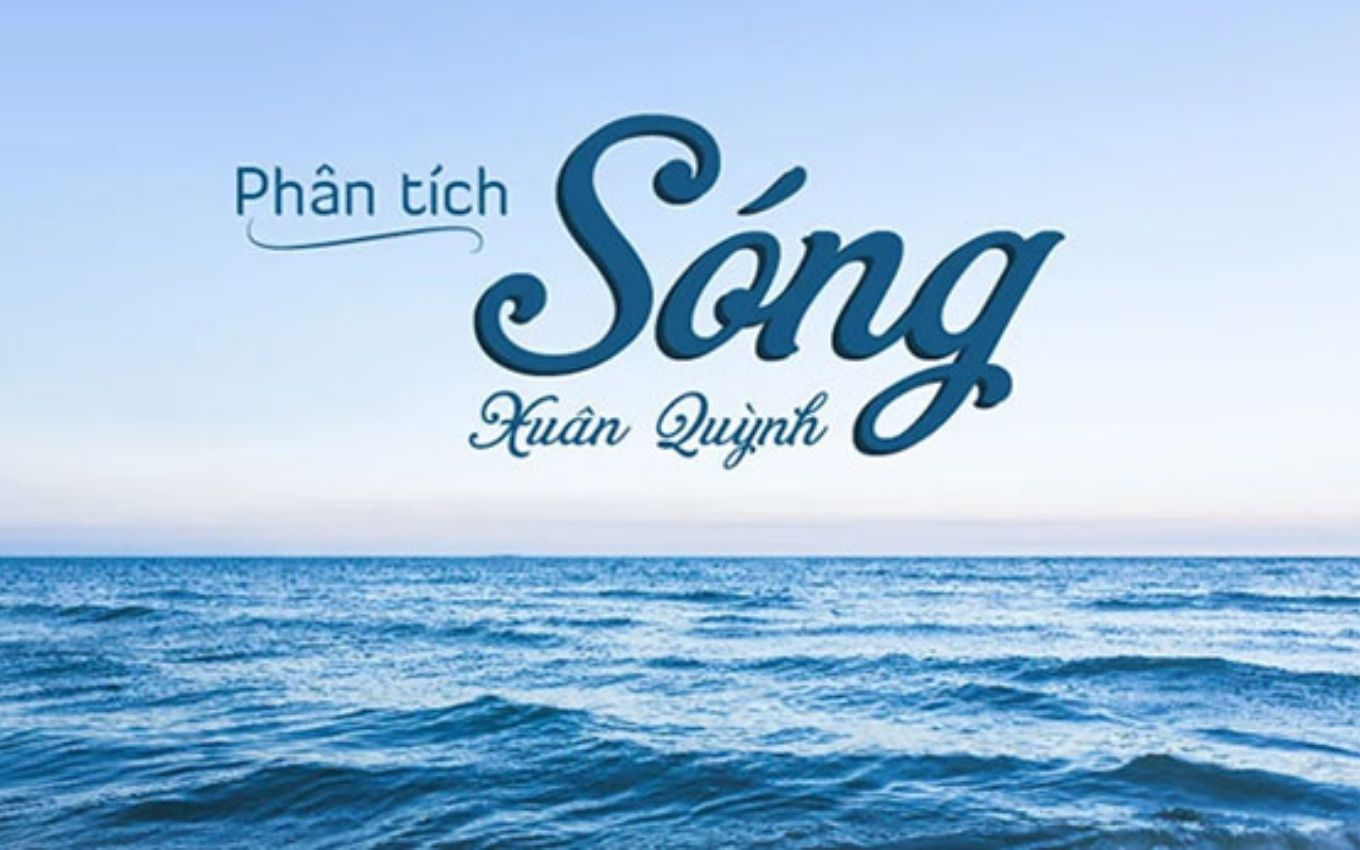 Phân tích
Sóng
Xuân Quỳnh